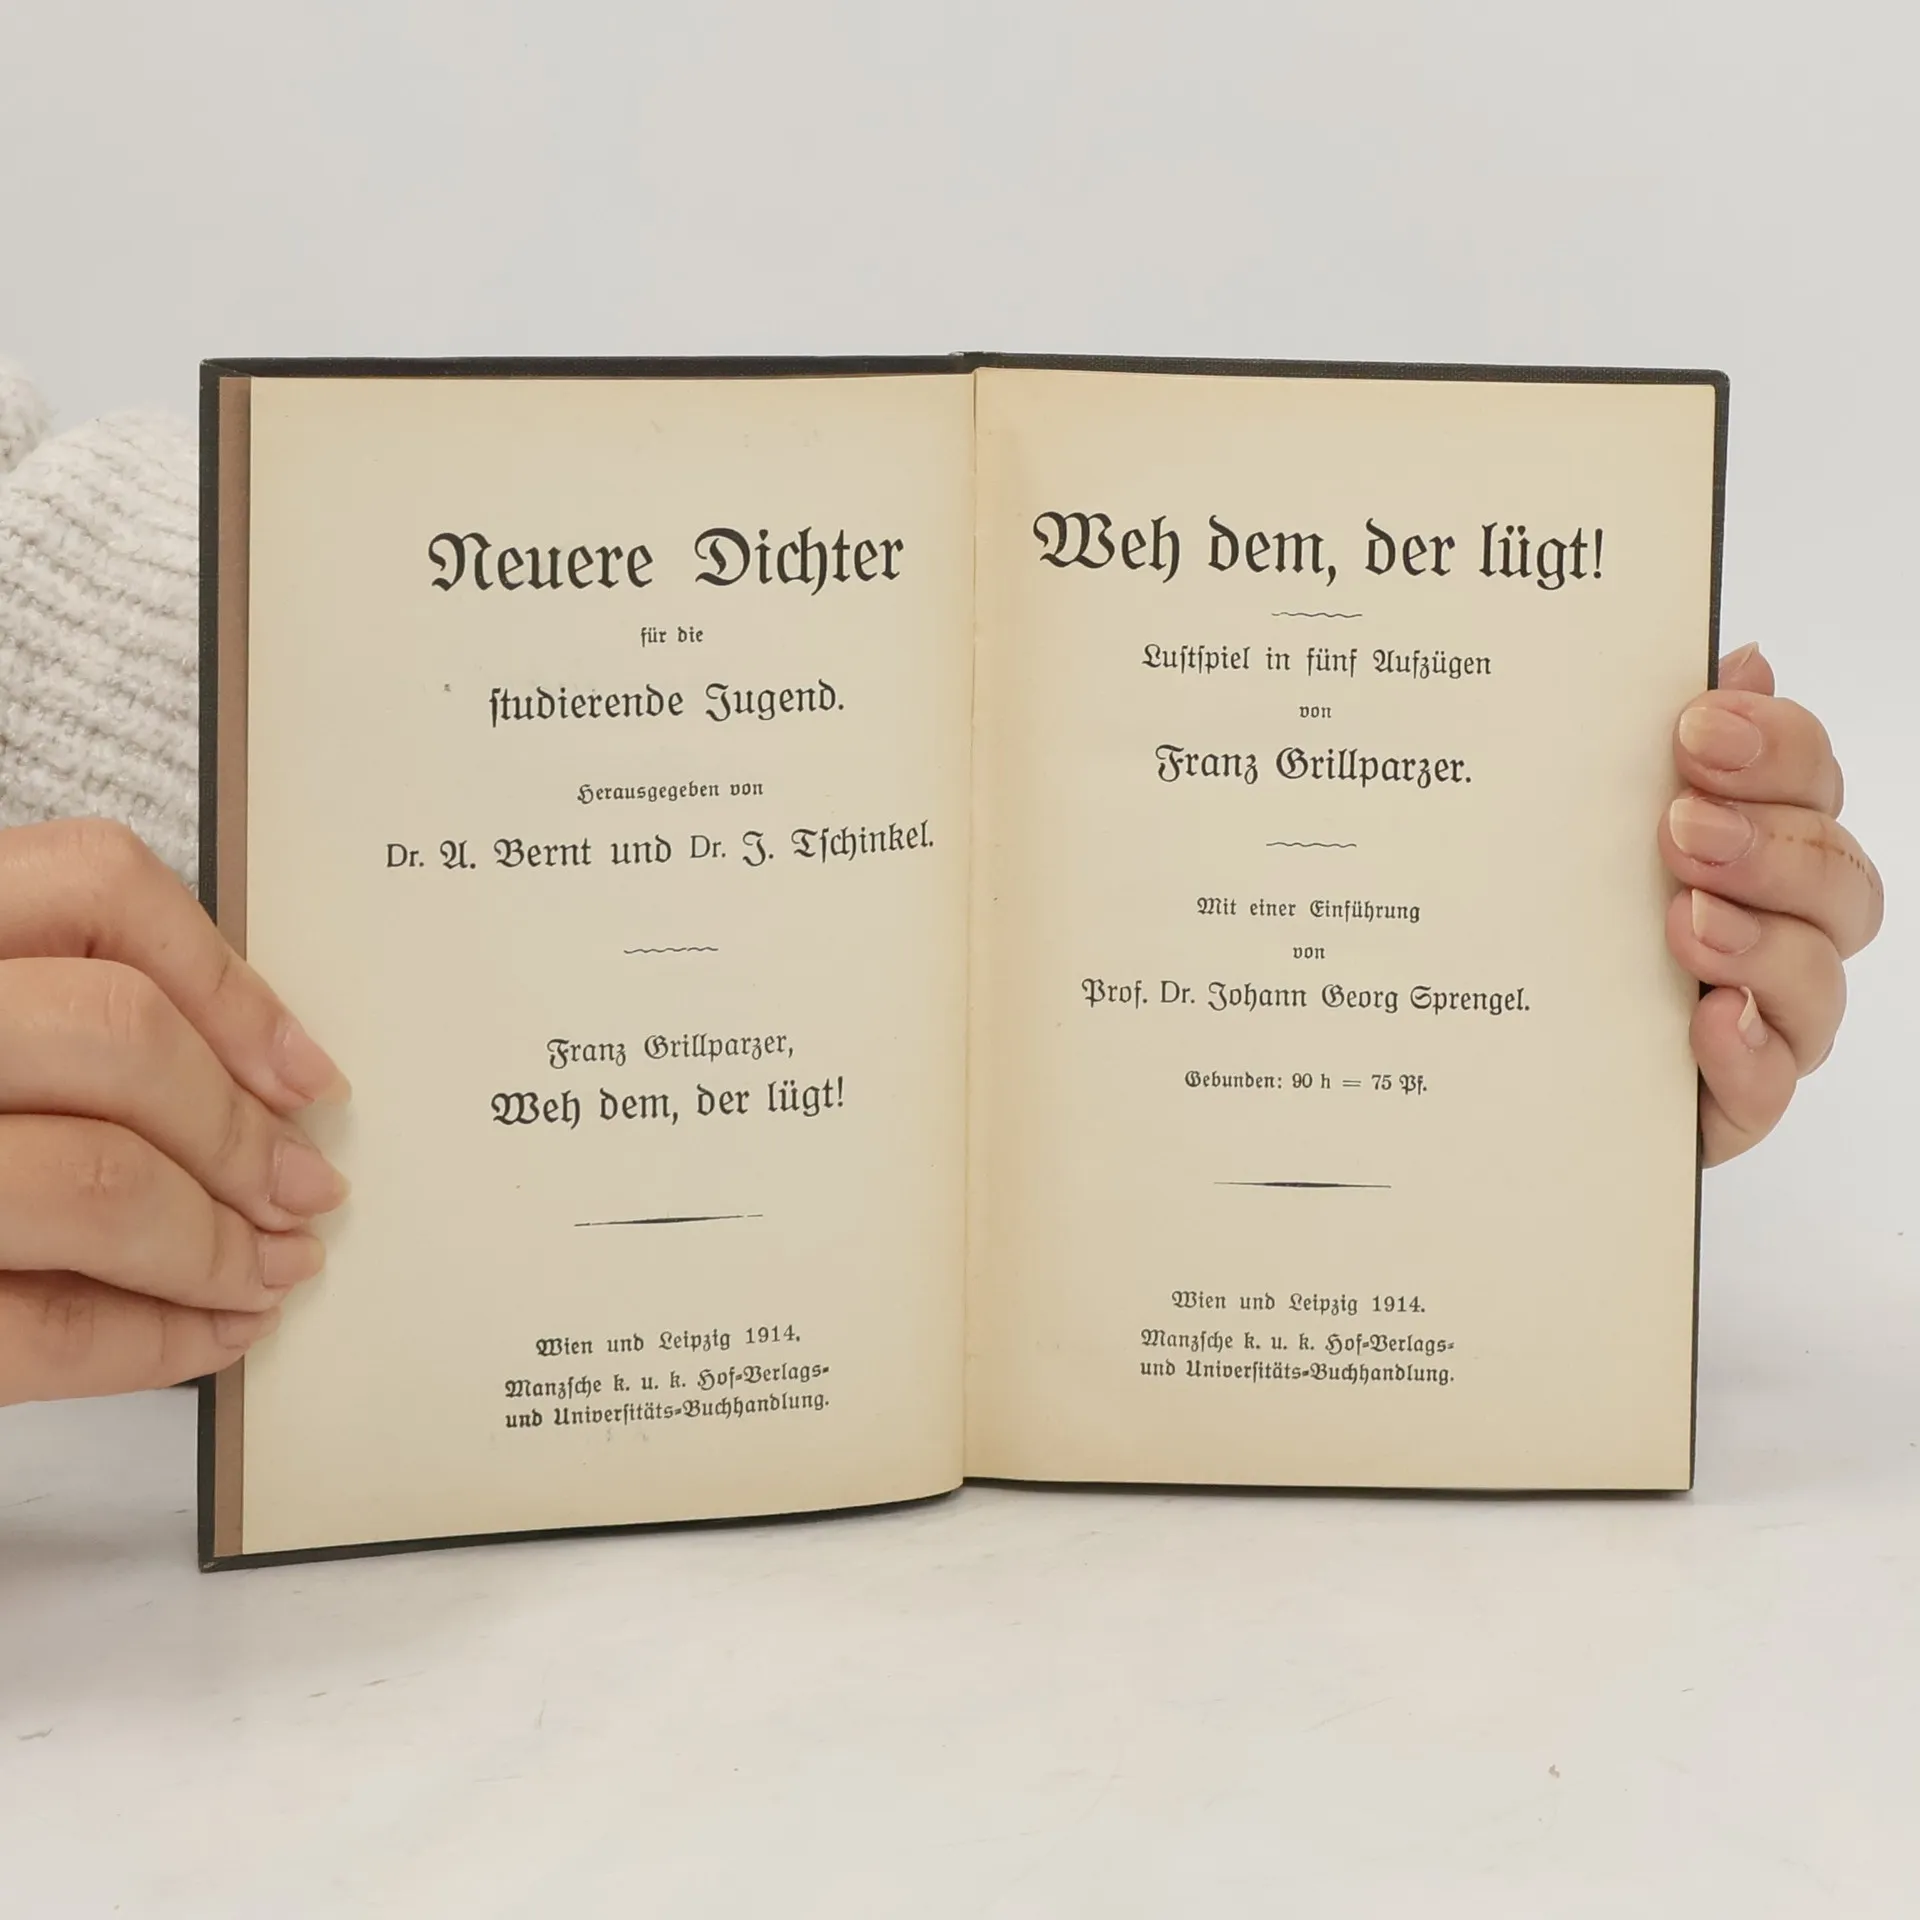 Neuere Dichter
für die
ſtudierende Jugend.
Herausgegeben von
Dr. A. Bernt und Dr. J. Tſchinkel.
Franz Grillparzer,
Weh dem, der lügt!
Wien und Leipzig 1914.
Manzſche k. u. k. Hof-Verlags-
und Univerſitäts-Buchhandlung.
Weh dem, der lügt!
Luſtſpiel in fünf Aufzügen
von
Franz Grillparzer.
Mit einer Einführung
von
Prof. Dr. Johann Georg Sprengel.
Gebunden: 90 h = 75 Pf.
Wien und Leipzig 1914.
Manzſche k. u. k. Hof-Verlags-
und Univerſitäts-Buchhandlung.